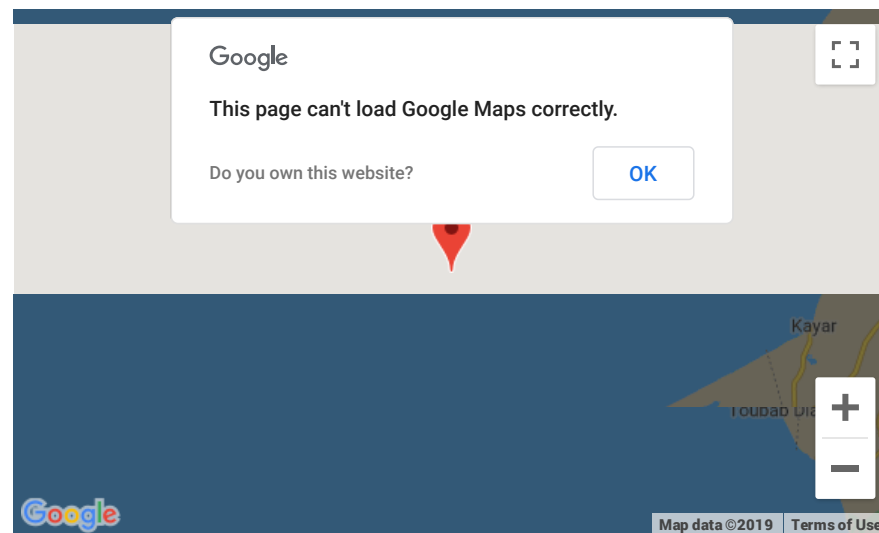 Google
This page can't load Google Maps correctly.
Do you own this website?
OK
Kayar
Toubab
Google
Map data ©2019
Terms of Use